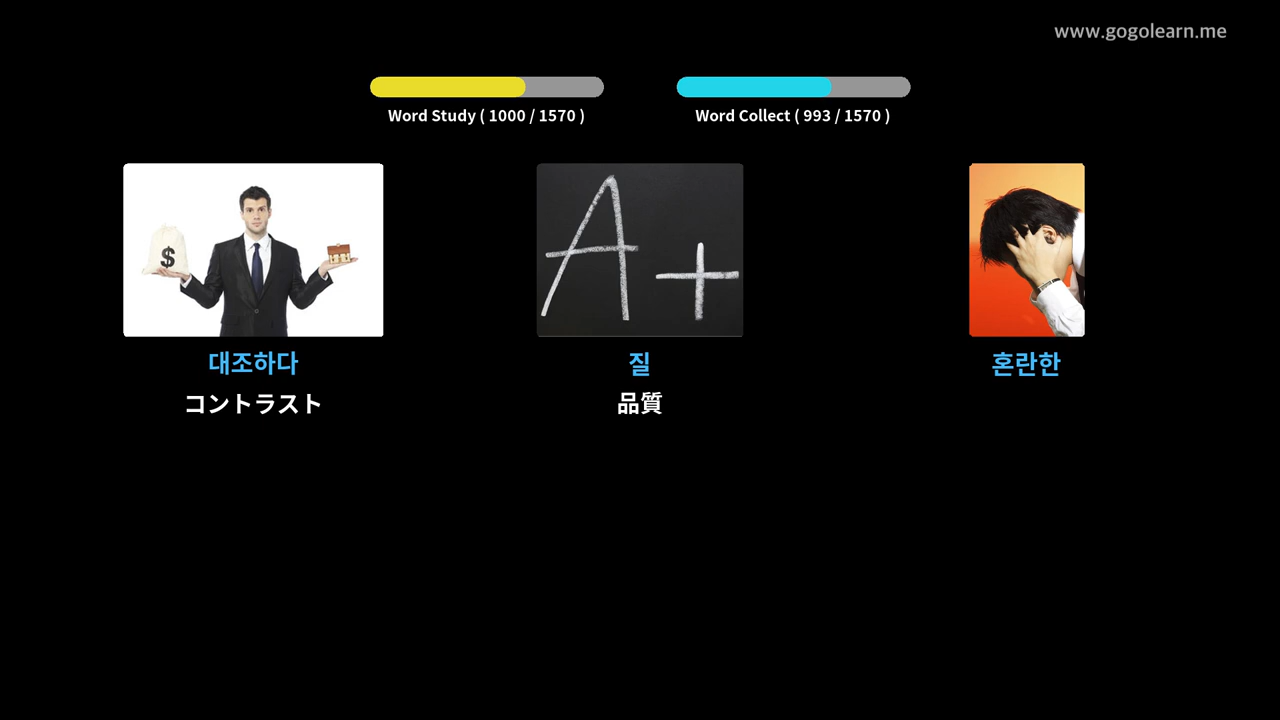 www.gogolearn.me
Word Study ( 1000 / 1570 )
Word Collect ( 993 / 1570 )
$
A+
대조하다
질
혼란한
コントラスト
品質